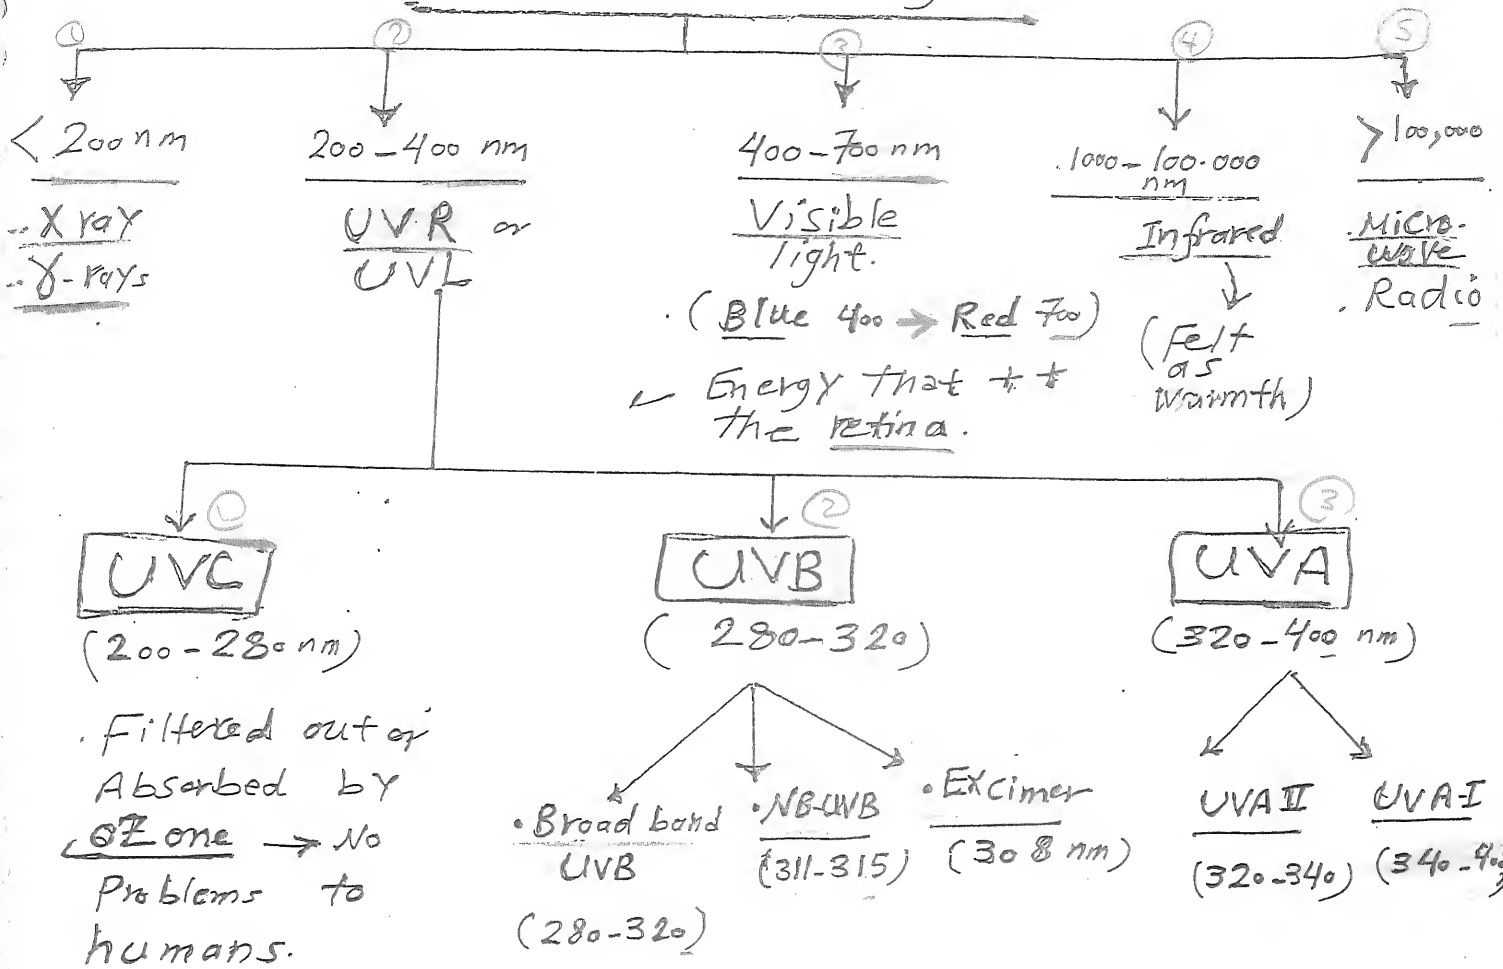 ① ② ③ ④ ⑤
< 200 nm
- X ray
- γ-rays
200-400 nm
UVR or
UVL
400-700 nm
Visible
light.
. (Blue 400 → Red 700)
Energy that ++
the retina.
.1000-100.000
nm
Infrared
(Felt
as
warmth)
>100,000
.Micro-
wave
. Radio
①
UVC
(200-280 nm)
. Filtered out or
Absorbed by
OZone → No
Problems to
humans.
②
UVB
( 280-320)
• Broad band
UVB
(280-320)
• NB-UVB
(311-315)
• Excimer
(308 nm)
③
UVA
(320-400 nm)
UVA II
(320-340)
UVA-I
(340-40